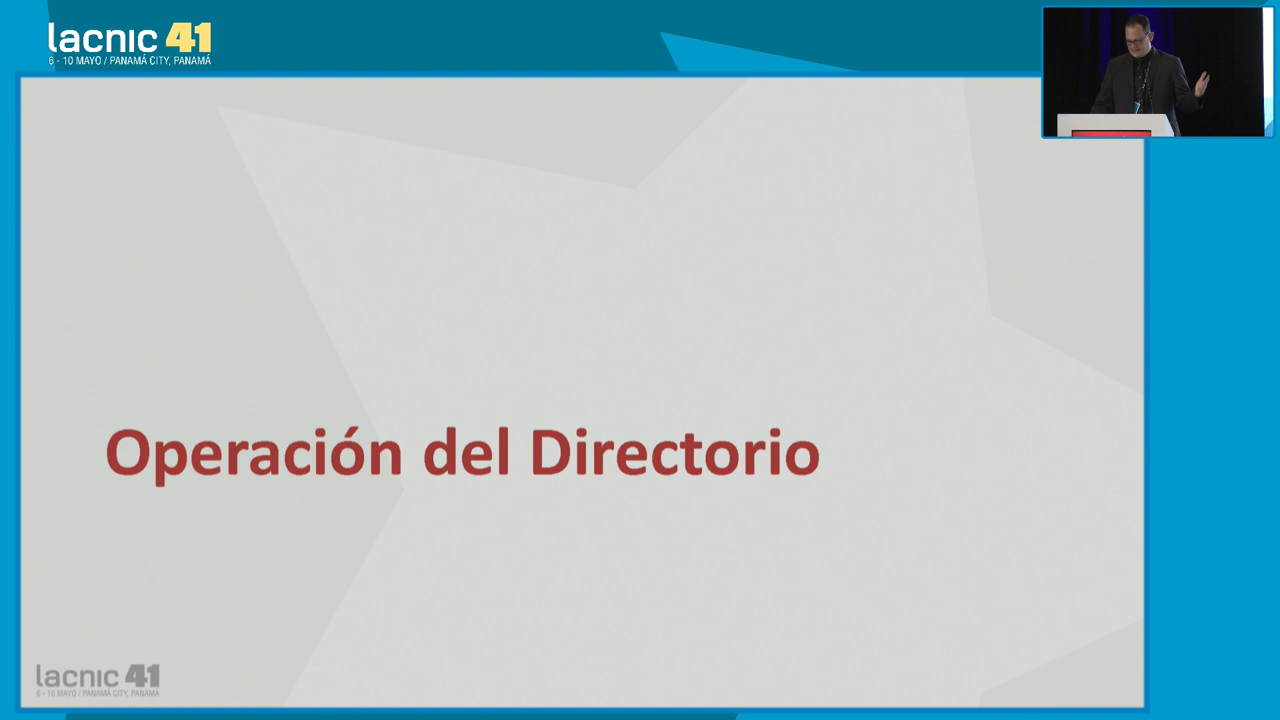 lacnic 41
6 - 10 MAYO / PANAMÁ CITY, PANAMÁ
Operación del Directorio
lacnic 41
6 - 10 MAYO / PANAMÁ CITY, PANAMÁ